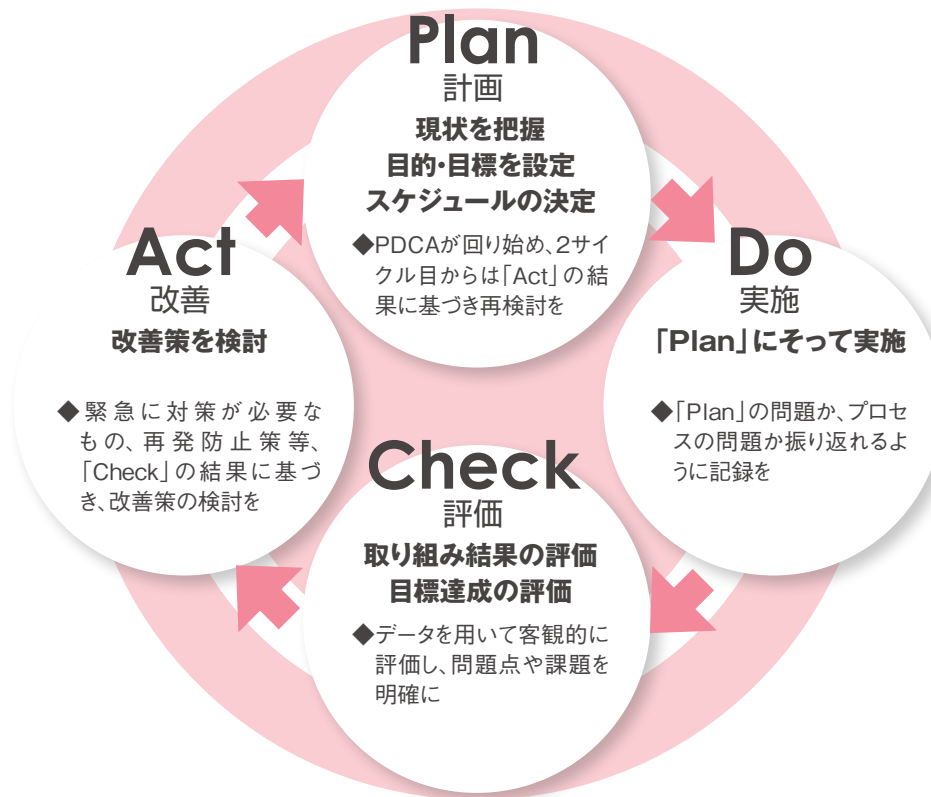 Plan
計画
現状を把握
目的・目標を設定
スケジュールの決定
◆PDCAが回り始め、2サイ
クル目からは「Act」の結
果に基づき再検討を
Do
実施
「Plan」にそって実施
◆「Plan」の問題か、プロセ
スの問題か振り返れるよ
うに記録を
Check
評価
取り組み結果の評価
目標達成の評価
◆データを用いて客観的に
評価し、問題点や課題を
明確に
Act
改善
改善策を検討
◆緊急に対策が必要な
もの、再発防止策等、
「Check」の結果に基づ
き、改善策の検討を